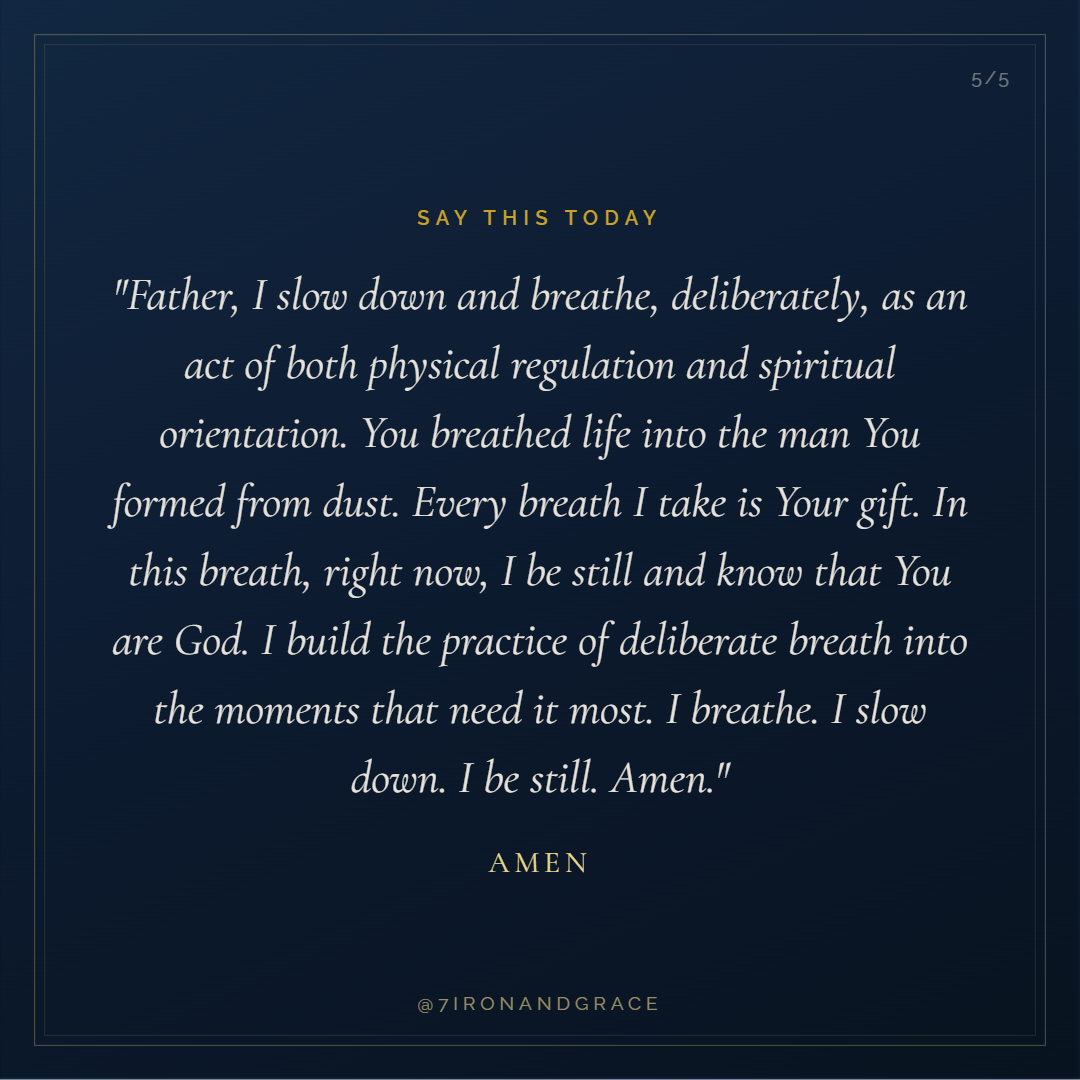 5/5
SAY THIS TODAY
"Father, I slow down and breathe, deliberately, as an
act of both physical regulation and spiritual
orientation. You breathed life into the man You
formed from dust. Every breath I take is Your gift. In
this breath, right now, I be still and know that You
are God. I build the practice of deliberate breath into
the moments that need it most. I breathe. I slow
down. I be still. Amen."
AMEN
@7IRONANDGRACE